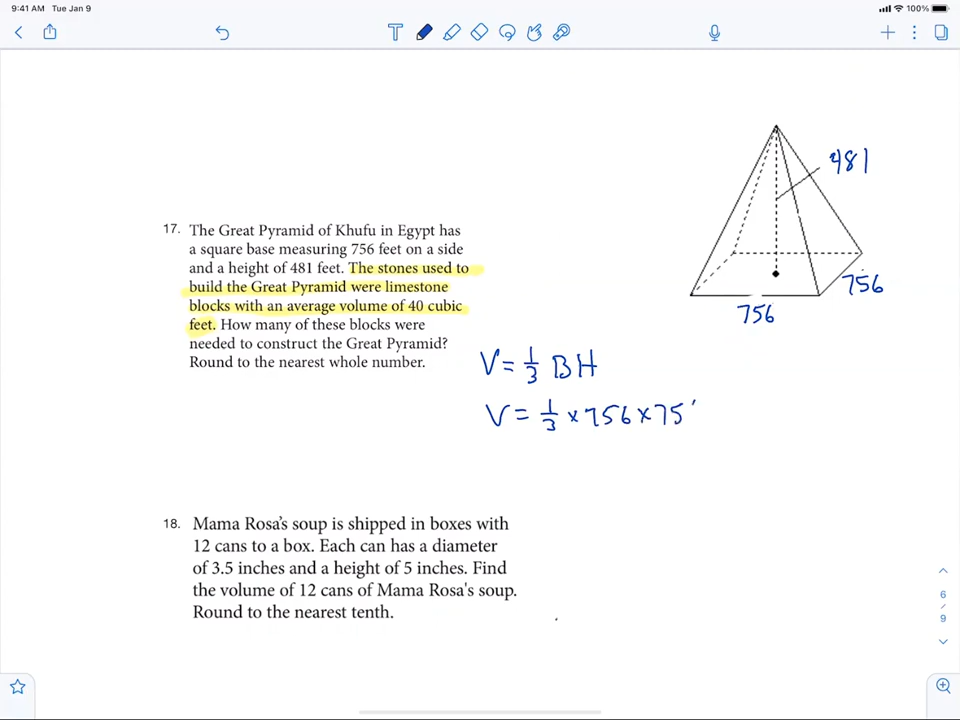 9:41 AM Tue Jan 9
100%
481
17. The Great Pyramid of Khufu in Egypt has
a square base measuring 756 feet on a side
and a height of 481 feet. The stones used to
build the Great Pyramid were limestone
blocks with an average volume of 40 cubic
feet. How many of these blocks were
needed to construct the Great Pyramid?
Round to the nearest whole number.
756
756
V = 1/3 BH
V = 1/3 × 756 × 75
18. Mama Rosa's soup is shipped in boxes with
12 cans to a box. Each can has a diameter
of 3.5 inches and a height of 5 inches. Find
the volume of 12 cans of Mama Rosa's soup.
Round to the nearest tenth.
6
/
9